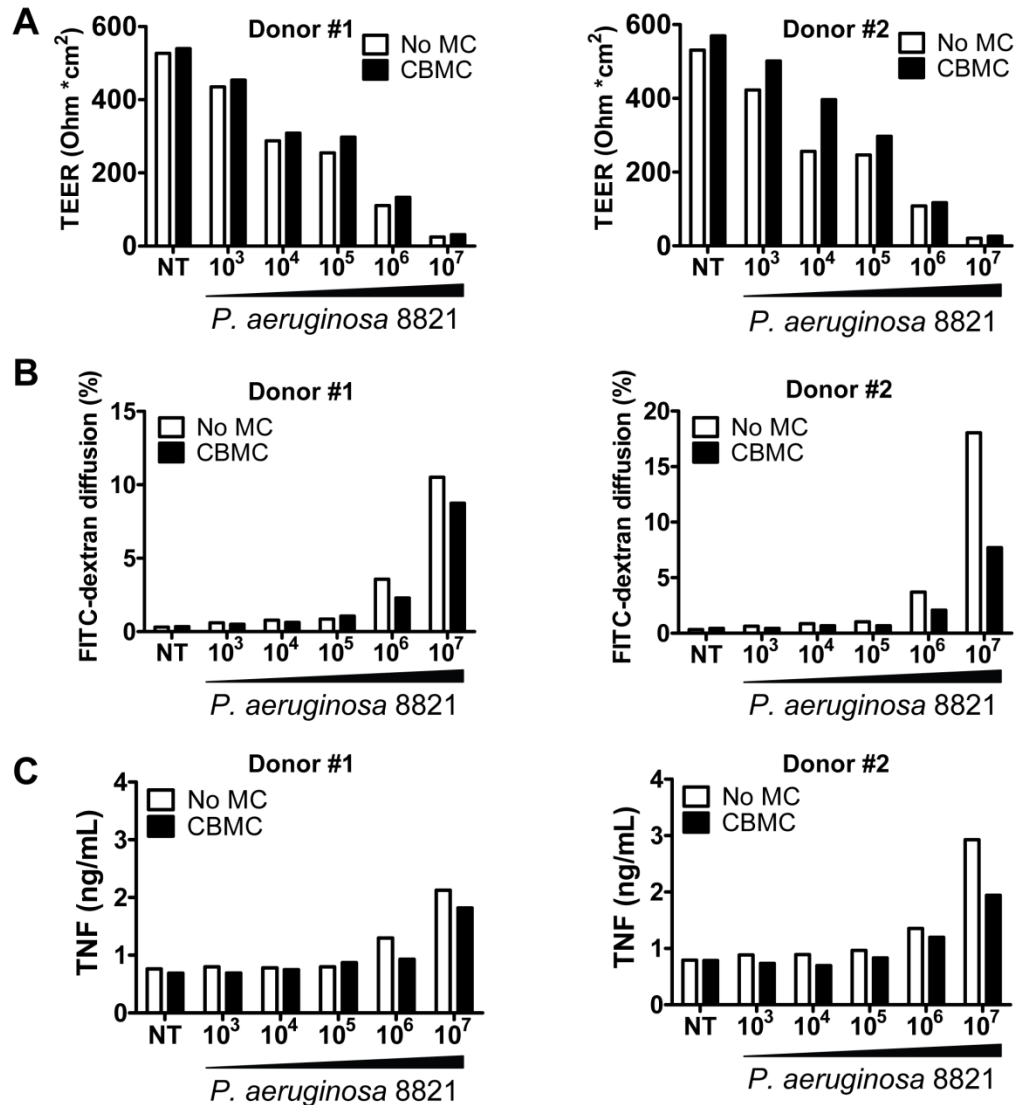 A
Donor #1
No MC
CBMC
TEER (Ohm *cm²)
600
400
200
0
NT 10³ 10⁴ 10⁵ 10⁶ 10⁷
P. aeruginosa 8821
Donor #2
No MC
CBMC
TEER (Ohm *cm²)
600
400
200
0
NT 10³ 10⁴ 10⁵ 10⁶ 10⁷
P. aeruginosa 8821
B
Donor #1
No MC
CBMC
FITC-dextran diffusion (%)
15
10
5
0
NT 10³ 10⁴ 10⁵ 10⁶ 10⁷
P. aeruginosa 8821
Donor #2
No MC
CBMC
FITC-dextran diffusion (%)
20
15
10
5
0
NT 10³ 10⁴ 10⁵ 10⁶ 10⁷
P. aeruginosa 8821
C
Donor #1
No MC
CBMC
TNF (ng/mL)
4
3
2
1
0
NT 10³ 10⁴ 10⁵ 10⁶ 10⁷
P. aeruginosa 8821
Donor #2
No MC
CBMC
TNF (ng/mL)
4
3
2
1
0
NT 10³ 10⁴ 10⁵ 10⁶ 10⁷
P. aeruginosa 8821